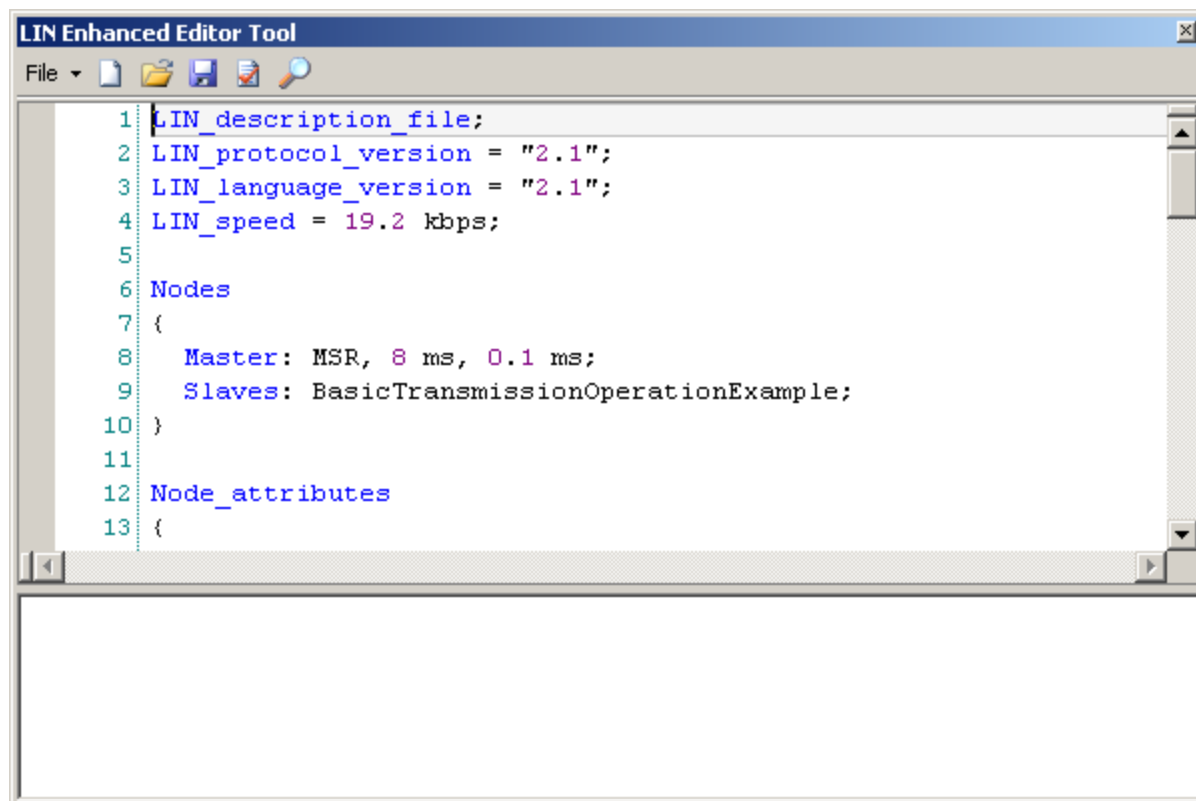 LIN Enhanced Editor Tool
File
1 LIN_description_file;
2 LIN_protocol_version = "2.1";
3 LIN_language_version = "2.1";
4 LIN_speed = 19.2 kbps;
5
6 Nodes
7 {
8 Master: MSR, 8 ms, 0.1 ms;
9 Slaves: BasicTransmissionOperationExample;
10 }
11
12 Node_attributes
13 {